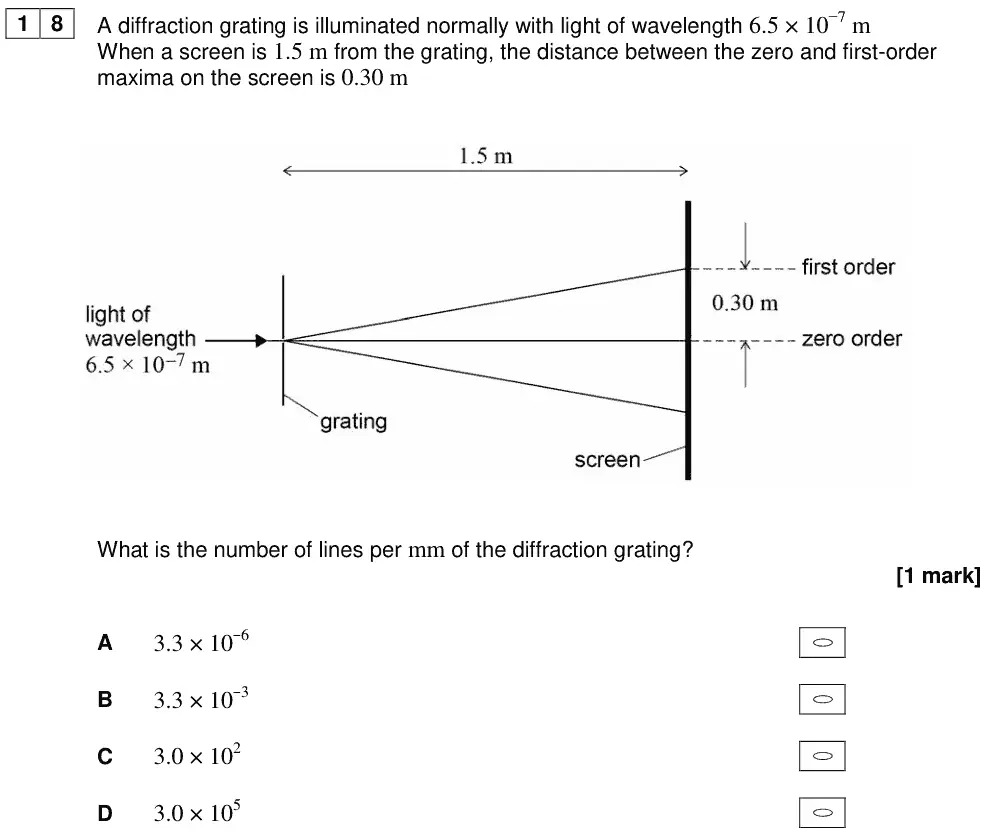 1 8 A diffraction grating is illuminated normally with light of wavelength 6.5 × 10⁻⁷ m
When a screen is 1.5 m from the grating, the distance between the zero and first-order
maxima on the screen is 0.30 m
1.5 m
first order
0.30 m
light of
wavelength
6.5 × 10⁻⁷ m
zero order
grating
screen
What is the number of lines per mm of the diffraction grating?
[1 mark]
A 3.3 × 10⁻⁶
B 3.3 × 10⁻³
C 3.0 × 10²
D 3.0 × 10⁵